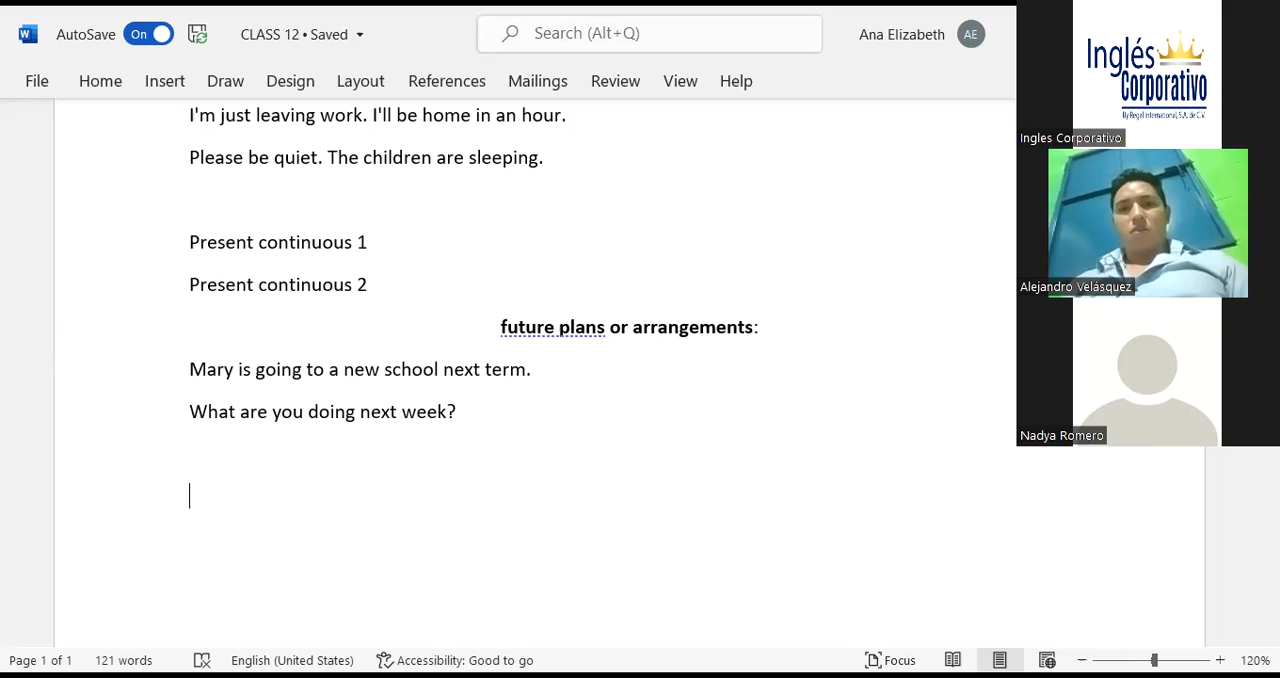 AutoSave On CLASS 12 • Saved Search (Alt+Q) Ana Elizabeth AE
File Home Insert Draw Design Layout References Mailings Review View Help
I'm just leaving work. I'll be home in an hour.
Please be quiet. The children are sleeping.
Present continuous 1
Present continuous 2
future plans or arrangements:
Mary is going to a new school next term.
What are you doing next week?
Page 1 of 1 121 words English (United States) Accessibility: Good to go Focus 120%
Inglés
Corporativo
By Regal International, S.A. de C.V.
Ingles Corporativo
Alejandro Velásquez
Nadya Romero